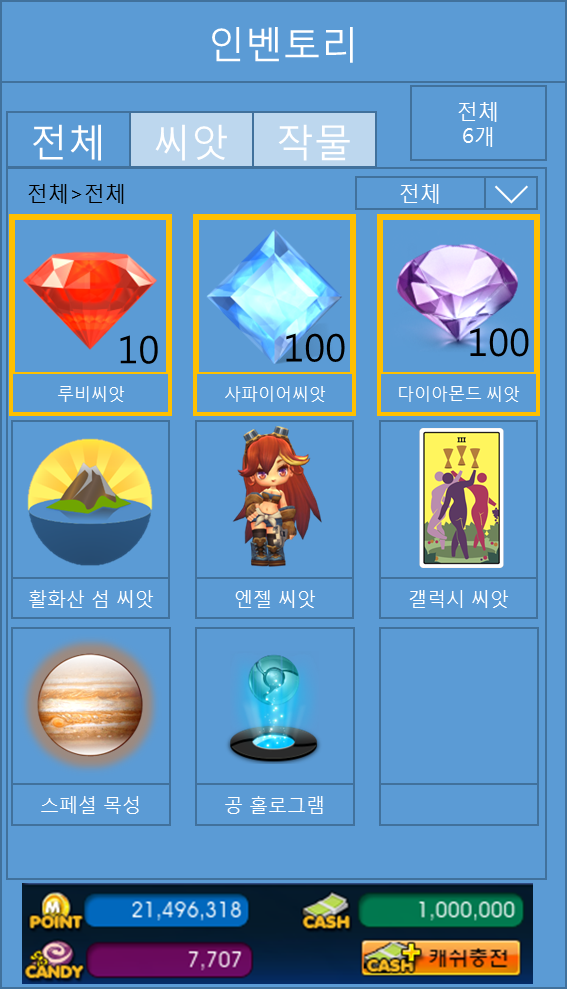 인벤토리
전체
6개
전체 씨앗 작물
전체>전체 전체
10 100 100
루비씨앗 사파이어씨앗 다이아몬드 씨앗
III
활화산 섬 씨앗 엔젤 씨앗 갤럭시 씨앗
스페셜 목성 공 홀로그램
M POINT 21,496,318 CASH 1,000,000
CANDY 7,707 CASH+ 캐쉬충전